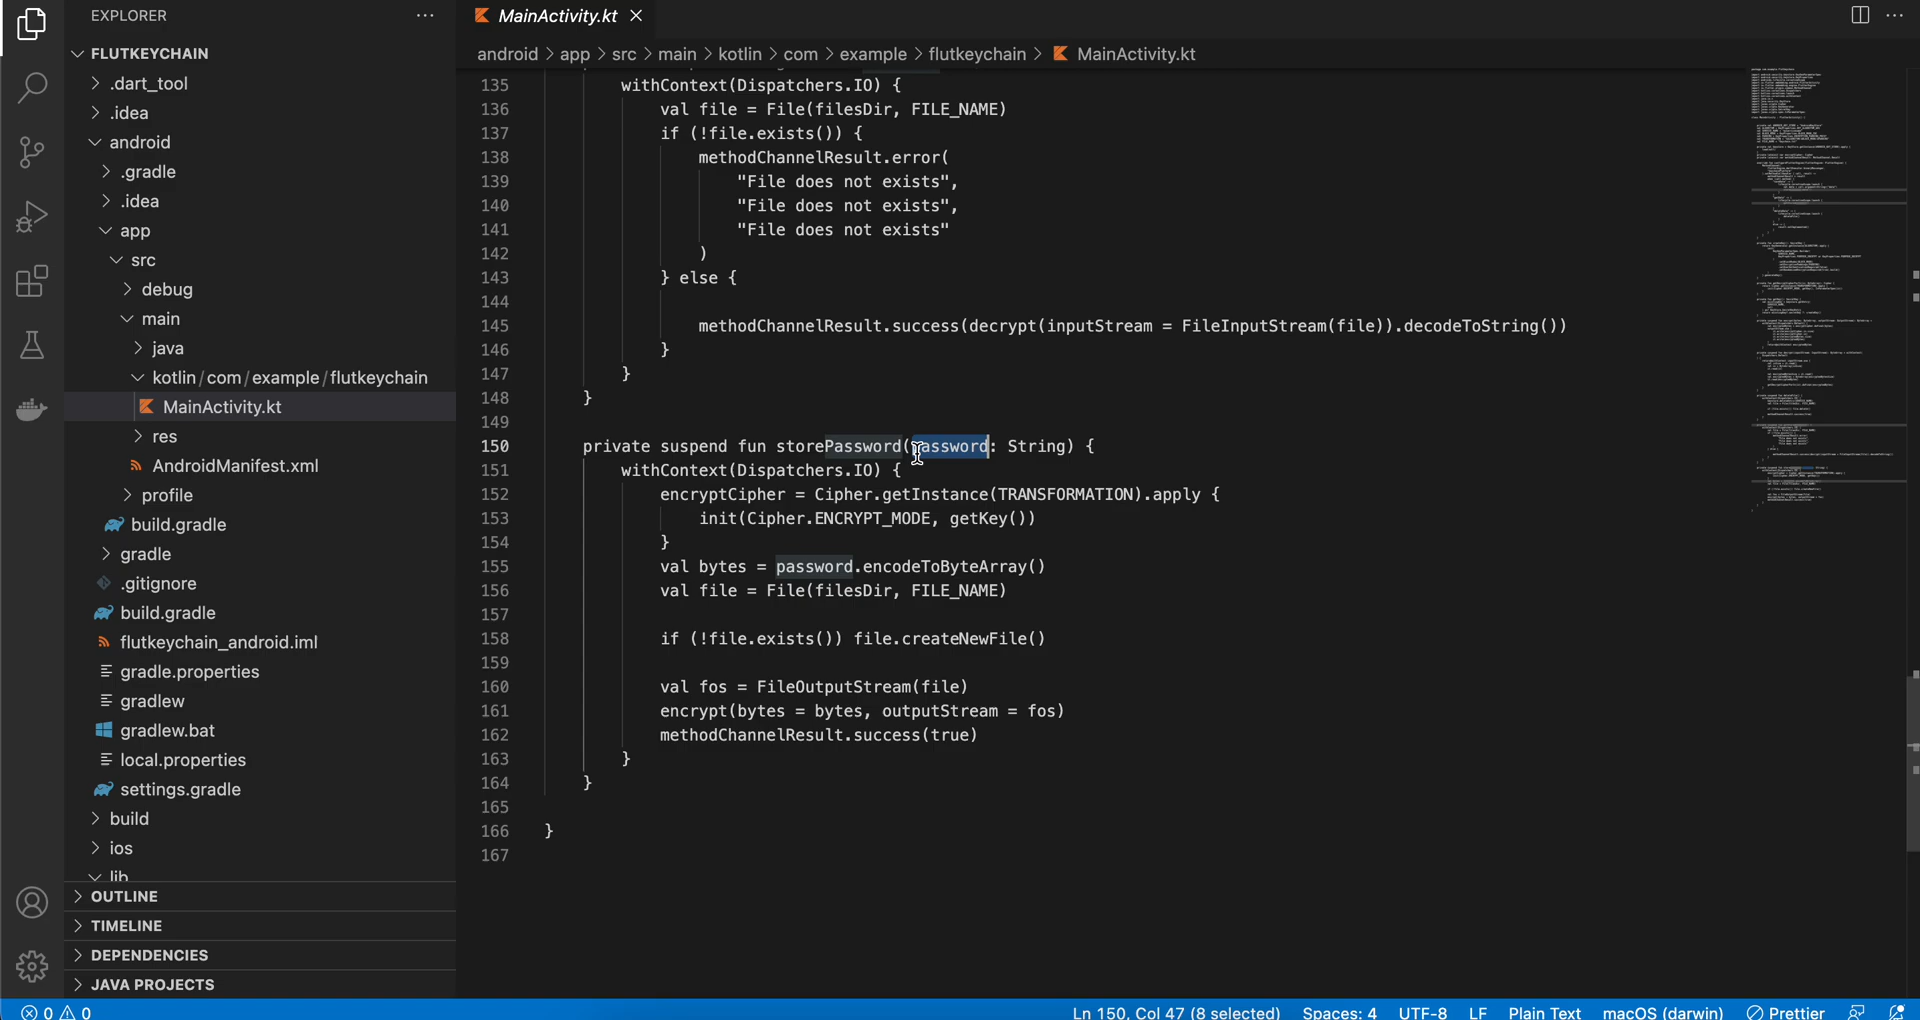 EXPLORER
FLUTKEYCHAIN
.dart_tool
.idea
android
.gradle
.idea
app
src
debug
main
java
kotlin/com/example/flutkeychain
MainActivity.kt
res
AndroidManifest.xml
profile
build.gradle
gradle
.gitignore
build.gradle
flutkeychain_android.iml
gradle.properties
gradlew
gradlew.bat
local.properties
settings.gradle
build
ios
lib
OUTLINE
TIMELINE
DEPENDENCIES
JAVA PROJECTS
MainActivity.kt
android > app > src > main > kotlin > com > example > flutkeychain > MainActivity.kt
135 withContext(Dispatchers.IO) {
136 val file = File(filesDir, FILE_NAME)
137 if (!file.exists()) {
138 methodChannelResult.error(
139 "File does not exists",
140 "File does not exists",
141 "File does not exists"
142 )
143 } else {
144
145 methodChannelResult.success(decrypt(inputStream = FileInputStream(file)).decodeToString())
146 }
147 }
148 }
149
150 private suspend fun storePassword(password: String) {
151 withContext(Dispatchers.IO) {
152 encryptCipher = Cipher.getInstance(TRANSFORMATION).apply {
153 init(Cipher.ENCRYPT_MODE, getKey())
154 }
155 val bytes = password.encodeToByteArray()
156 val file = File(filesDir, FILE_NAME)
157
158 if (!file.exists()) file.createNewFile()
159
160 val fos = FileOutputStream(file)
161 encrypt(bytes = bytes, outputStream = fos)
162 methodChannelResult.success(true)
163 }
164 }
165
166 }
167
0 0
Ln 150, Col 47 (8 selected) Spaces: 4 UTF-8 LF Plain Text macOS (darwin) Prettier